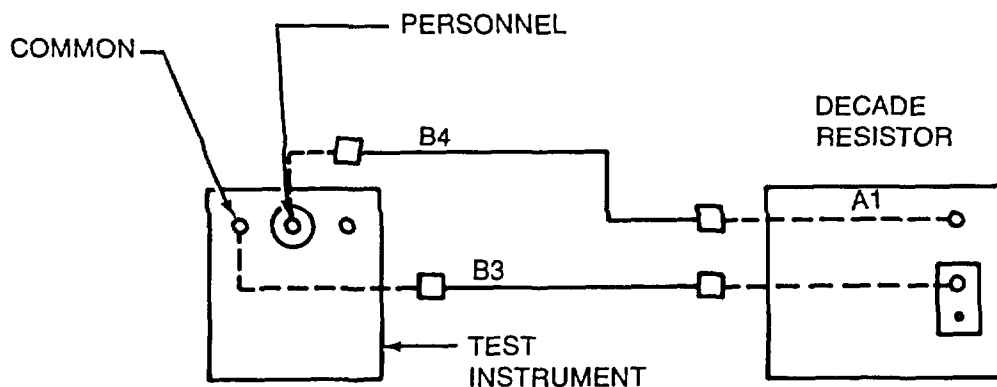 PERSONNEL
COMMON
B4
DECADE
RESISTOR
A1
B3
TEST
INSTRUMENT